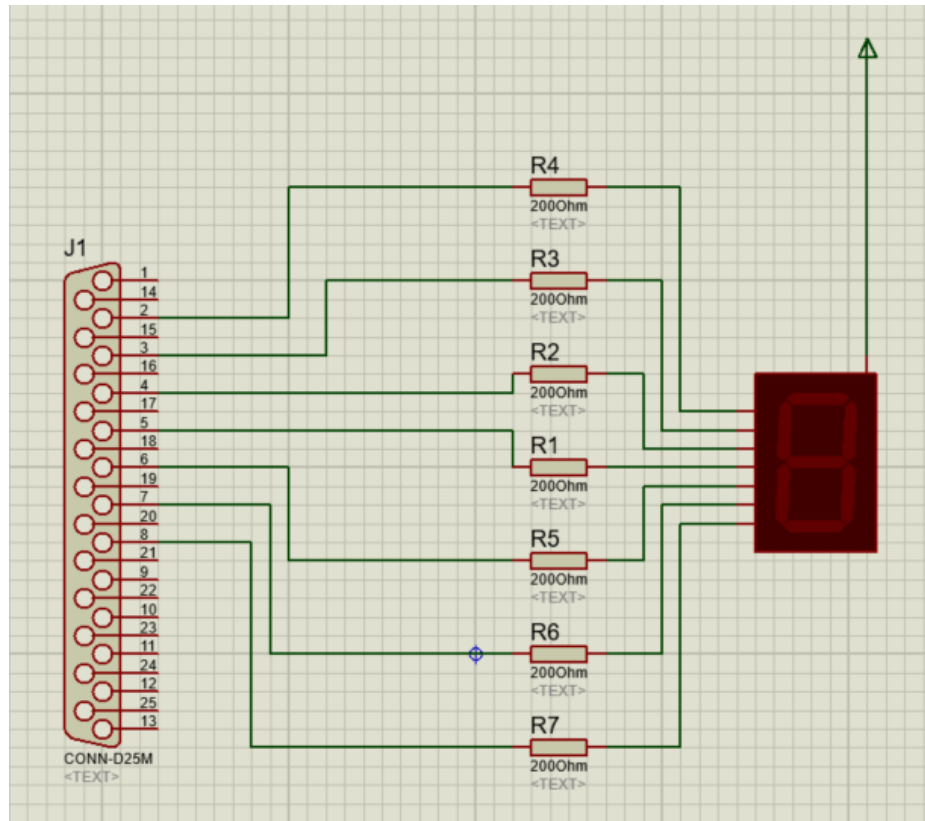 R4
200Ohm
<TEXT>
J1
R3
200Ohm
<TEXT>
1
14
2
15
3
16
4
17
5
18
6
19
7
20
8
21
9
22
10
23
11
24
12
25
13
CONN-D25M
<TEXT>
R2
200Ohm
<TEXT>
R1
200Ohm
<TEXT>
R5
200Ohm
<TEXT>
R6
200Ohm
<TEXT>
R7
200Ohm
<TEXT>